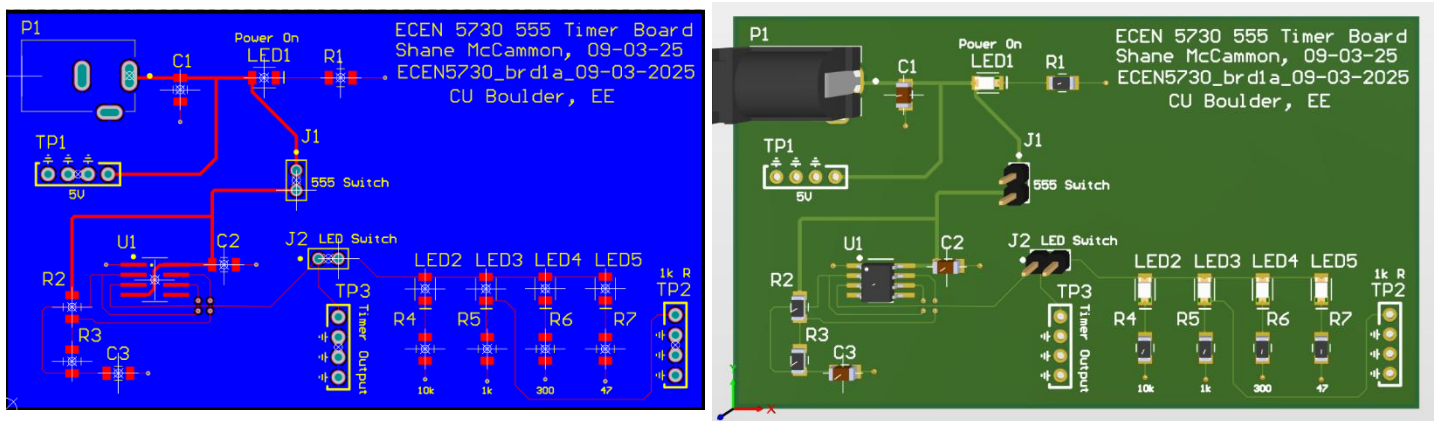 P1
C1
Power On
LED1
R1
ECEN 5730 555 Timer Board
Shane McCammon, 09-03-25
ECEN5730_brd1a_09-03-2025
CU Boulder, EE
TP1
5V
J1
555 Switch
U1
C2
J2 LED Switch
R2
R3
C3
TP3
Timer Output
LED2 LED3 LED4 LED5
R4 R5 R6 R7
10k 1k 300 47
1k R
TP2
P1
C1
Power On
LED1
R1
ECEN 5730 555 Timer Board
Shane McCammon, 09-03-25
ECEN5730_brd1a_09-03-2025
CU Boulder, EE
TP1
5V
J1
555 Switch
U1
C2
J2 LED Switch
R2
R3
C3
TP3
Timer Output
LED2 LED3 LED4 LED5
R4 R5 R6 R7
10k 1k 300 47
1k R
TP2
Y
X